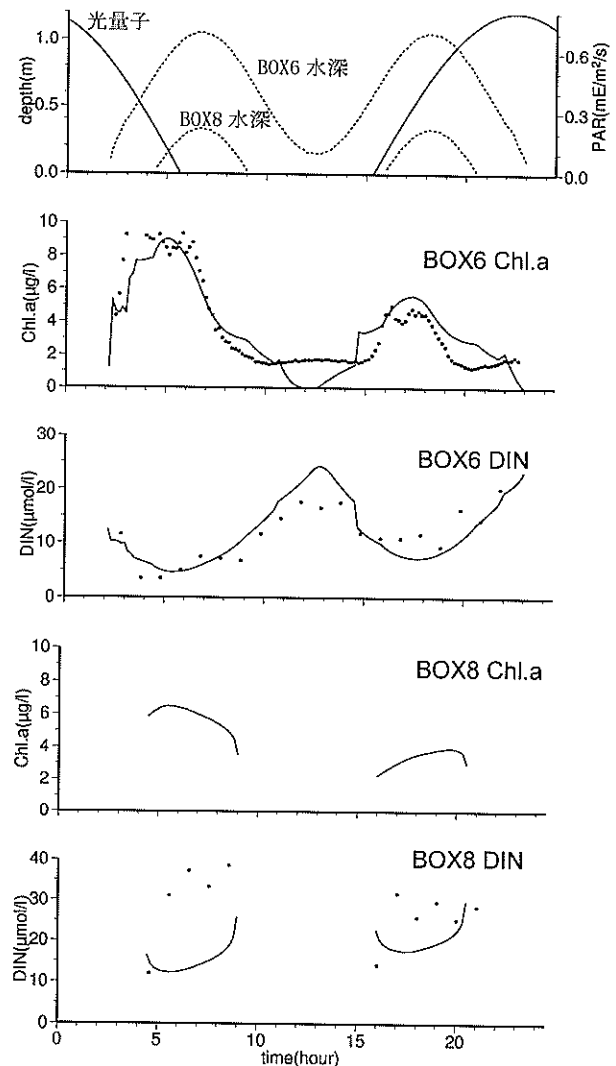 光量子
1.0
0.5
0.0
depth(m)
BOX6 水深
BOX8 水深
0.6
0.3
0.0
PAR(mE/m²/s)
BOX6 Chl.a
10
8
6
4
2
0
Chl.a(μg/l)
BOX6 DIN
30
20
10
0
DIN(μmol/l)
BOX8 Chl.a
10
8
6
4
2
0
Chl.a(μg/l)
BOX8 DIN
40
30
20
10
0
DIN(μmol/l)
0
5
10
15
20
time(hour)